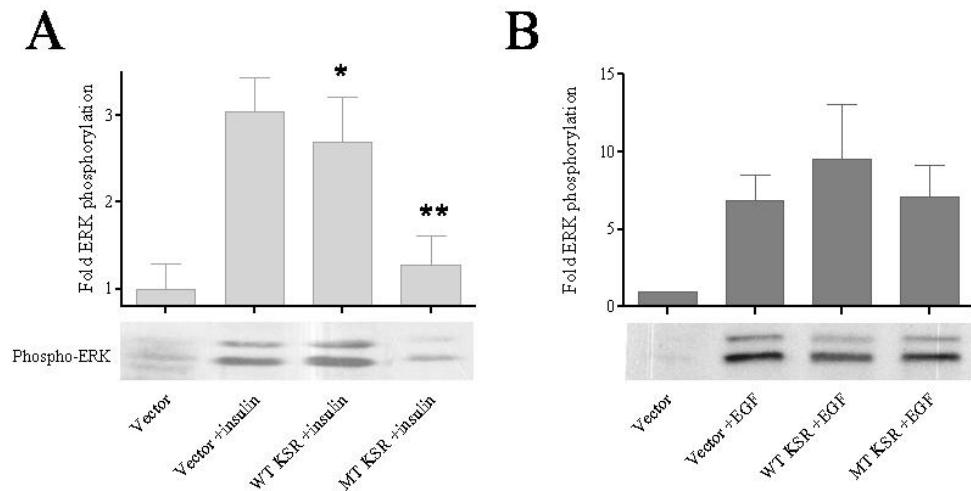 A
Fold ERK phosphorylation
3
2
1
*
**
Phospho-ERK
Vector
Vector +insulin
WT KSR +insulin
MT KSR +insulin
B
Fold ERK phosphorylation
15
10
5
0
Vector
Vector +EGF
WT KSR +EGF
MT KSR +EGF